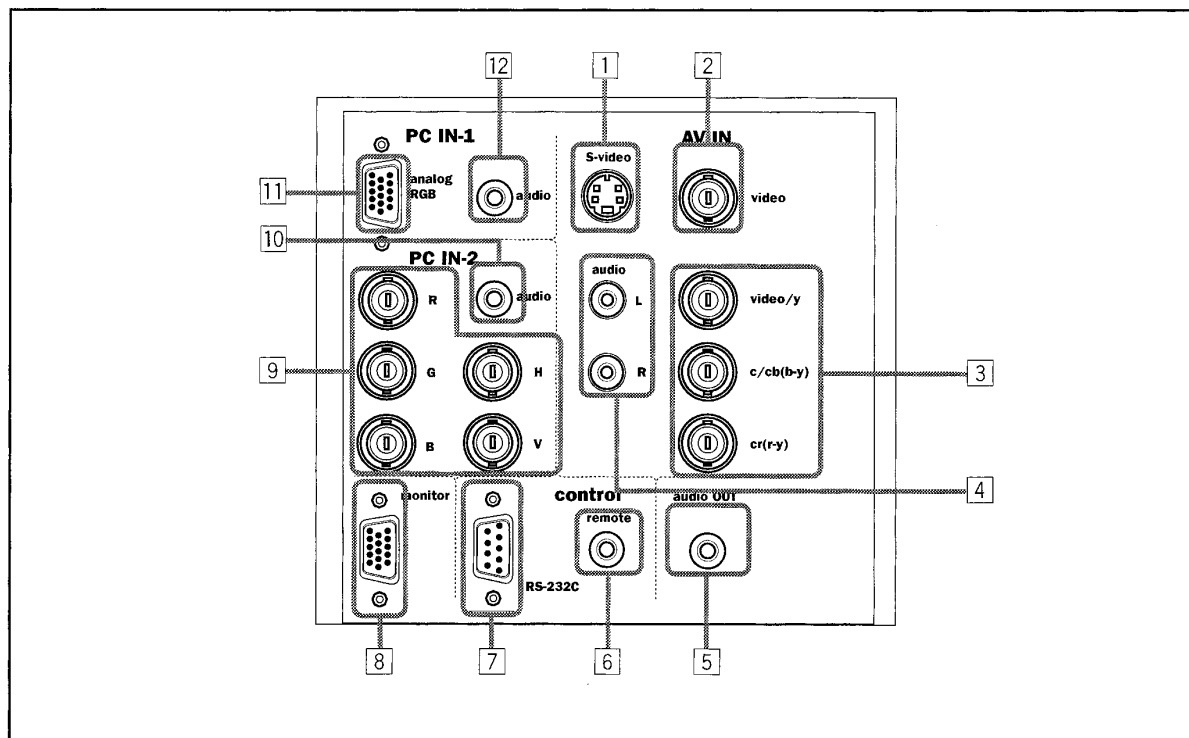 12
1
2
PC IN-1
AV IN
S-video
analog
RGB
audio
video
11
10
PC IN-2
audio
audio
R
L
video/y
9
G
H
R
c/cb(b-y)
3
B
V
cr(r-y)
monitor
control
audio OUT
4
remote
RS-232C
8
7
6
5